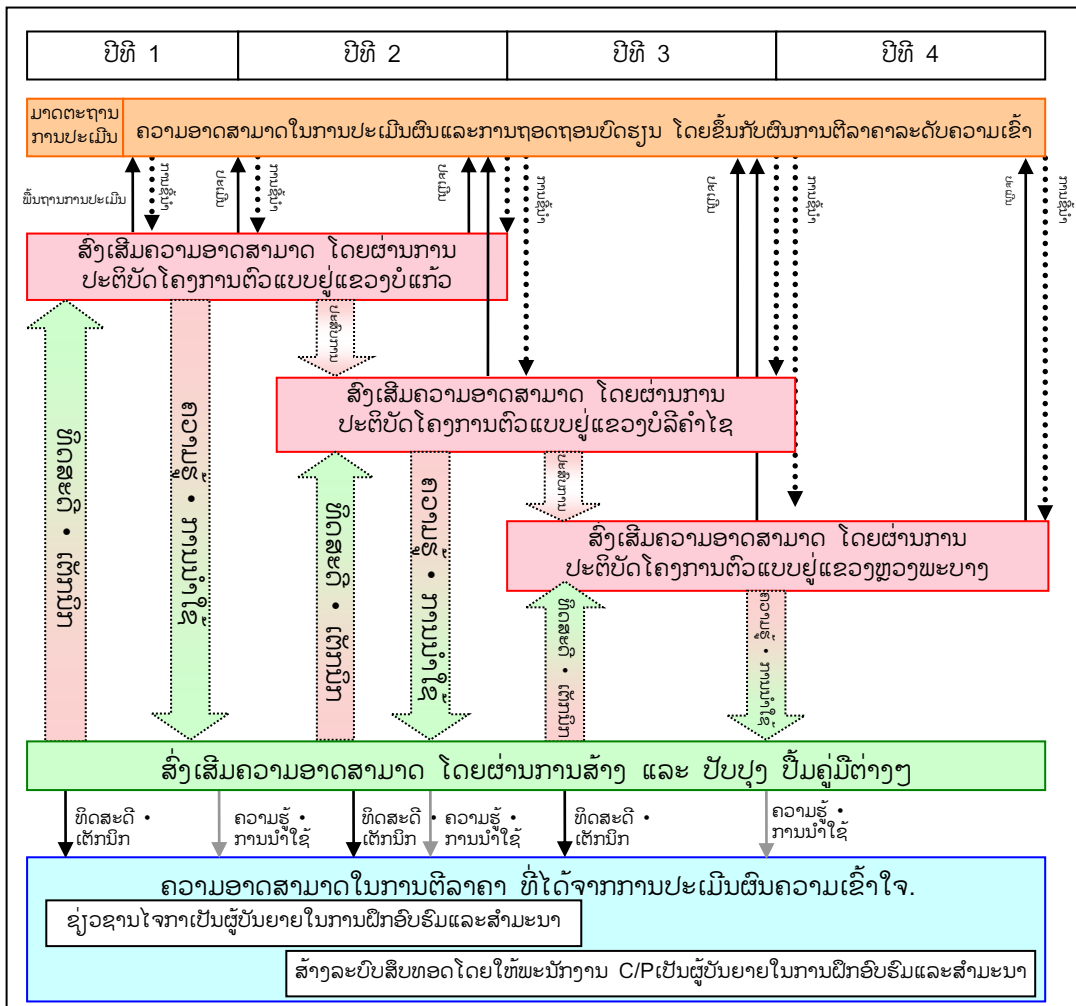 ປີທີ 1
ປີທີ 2
ປີທີ 3
ປີທີ 4
ມາດຕະຖານ
ການປະເມີນ
ຄວາມອາດສາມາດໃນການປະເມີນຜົນແລະການຖອດຖອນບົດຮຽນ ໂດຍຂຶ້ນກັບຜົນການຕີລາຄາລະດັບຄວາມເຂົ້າ
ພື້ນຖານການປະເມີນ
ການຊີ້ນຳ
ປະເມີນ
ການຊີ້ນຳ
ປະເມີນ
ການຊີ້ນຳ
ປະເມີນ
ການຊີ້ນຳ
ປະເມີນ
ການຊີ້ນຳ
ສົ່ງເສີມຄວາມອາດສາມາດ ໂດຍຜ່ານການ
ປະຕິບັດໂຄງການຕົວແບບຢູ່ແຂວງບໍ່ແກ້ວ
ປະສົບການ
ສົ່ງເສີມຄວາມອາດສາມາດ ໂດຍຜ່ານການ
ປະຕິບັດໂຄງການຕົວແບບຢູ່ແຂວງບໍລີຄຳໄຊ
ປະສົບການ
ສົ່ງເສີມຄວາມອາດສາມາດ ໂດຍຜ່ານການ
ປະຕິບັດໂຄງການຕົວແບບຢູ່ແຂວງຫຼວງພະບາງ
ທິດສະດີ • ເຕັກນິກ
ຄວາມຮູ້ • ການນຳໃຊ້
ທິດສະດີ • ເຕັກນິກ
ຄວາມຮູ້ • ການນຳໃຊ້
ທິດສະດີ • ເຕັກນິກ
ຄວາມຮູ້ • ການນຳໃຊ້
ສົ່ງເສີມຄວາມອາດສາມາດ ໂດຍຜ່ານການສ້າງ ແລະ ປັບປຸງ ປື້ມຄູ່ມືຕ່າງໆ
ທິດສະດີ •
ເຕັກນິກ
ຄວາມຮູ້ •
ການນຳໃຊ້
ທິດສະດີ •
ເຕັກນິກ
ຄວາມຮູ້ •
ການນຳໃຊ້
ທິດສະດີ •
ເຕັກນິກ
ຄວາມຮູ້ •
ການນຳໃຊ້
ຄວາມອາດສາມາດໃນການຕີລາຄາ ທີ່ໄດ້ຈາກການປະເມີນຜົນຄວາມເຂົ້າໃຈ.
ຊ່ຽວຊານໄຈກາເປັນຜູ້ບັນຍາຍໃນການຝຶກອົບຮົມແລະສຳມະນາ
ສ້າງລະບົບສືບທອດໂດຍໃຫ້ພະນັກງານ C/Pເປັນຜູ້ບັນຍາຍໃນການຝຶກອົບຮົມແລະສຳມະນາ